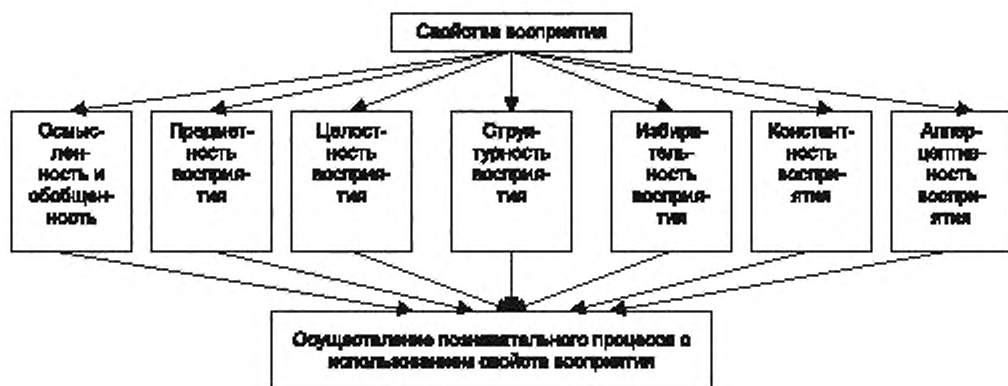 Свойства восприятия
Осмыс-
лен-
ность и
обобщен-
ность
Предмет-
ность
восприя-
тия
Целост-
ность
восприя-
тия
Струк-
турность
восприя-
тия
Избира-
тель-
ность
восприя-
тия
Констант-
ность
воспри-
ятия
Аппер-
цептив-
ность
воспри-
ятия
Осуществление познавательного процесса с
использованием свойств восприятия